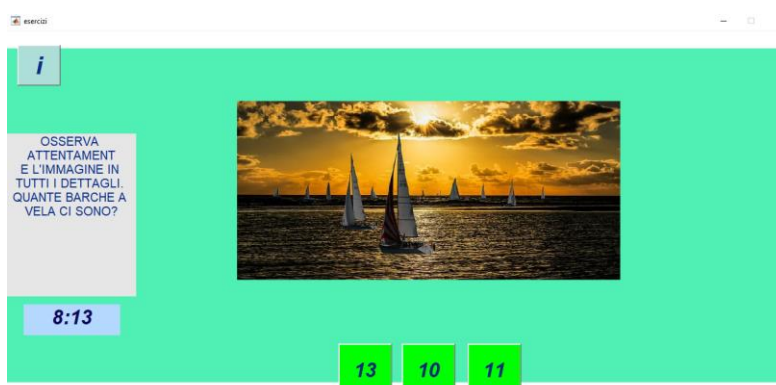 esercizi
i
OSSERVA
ATTENTAMENT
E L'IMMAGINE IN
TUTTI I DETTAGLI.
QUANTE BARCHE A
VELA CI SONO?
8:13
13 10 11